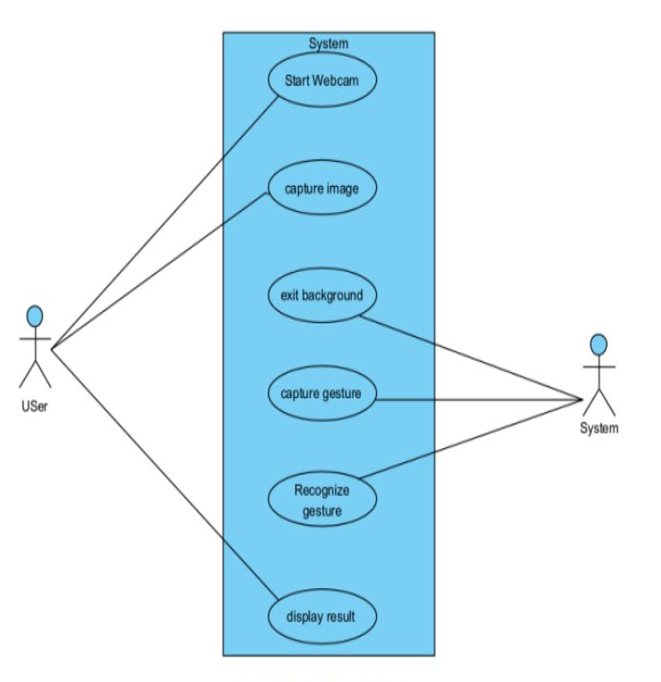 System
Start Webcam
capture image
exit background
capture gesture
Recognize
gesture
display result
USer
System